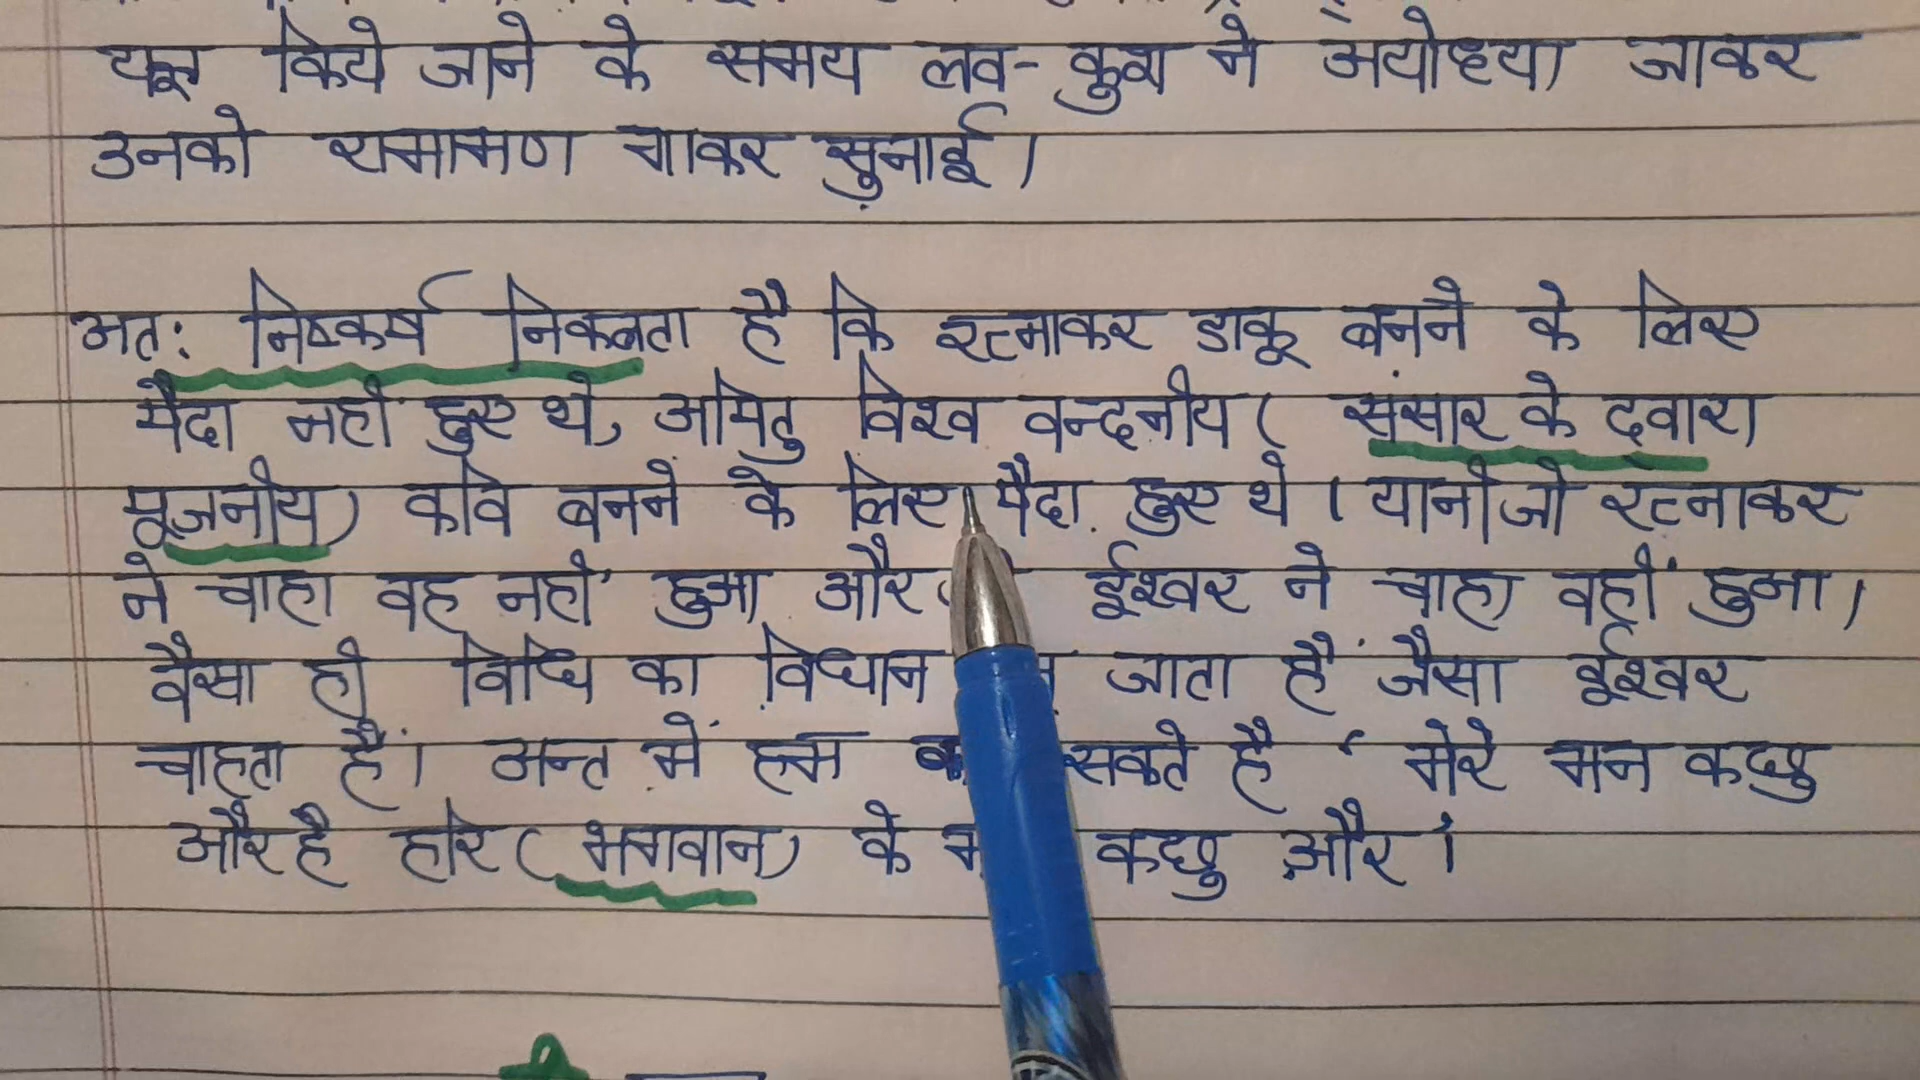 यज्ञ किये जाने के समय लव-कुश ने अयोध्या जाकर
उनको रामायण गाकर सुनाई।
अतः निष्कर्ष निकलता है कि रत्नाकर डाकू बनने के लिए
पैदा नहीं हुए थे, अपितु विश्व वन्दनीय ( संसार के द्वारा
पूजनीय) कवि बनने के लिए पैदा हुए थे। यानी जो रत्नाकर
ने चाहा वह नहीं हुआ और ईश्वर ने चाहा वहीं हुआ।
वैसा ही विधि का विधान जाता हैं जैसा ईश्वर
चाहता हैं। अन्त में हम सकते है ‘ मेरे मन कछु
और है हरि ( भगवान) के कछु और।